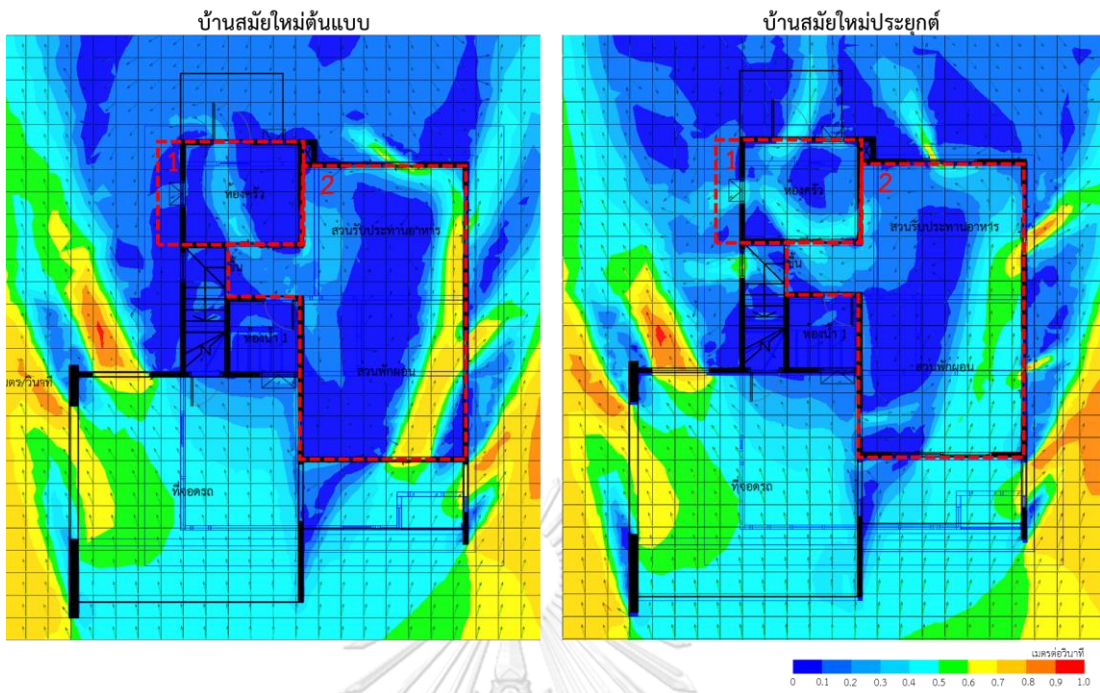 บ้านสมัยใหม่ต้นแบบ
บ้านสมัยใหม่ประยุกต์
1
ห้องครัว
2
ส่วนรับประทานอาหาร
ห้องน้ำ 1
ส่วนพักผ่อน
ที่จอดรถ
1
ห้องครัว
2
ส่วนรับประทานอาหาร
ห้องน้ำ 1
ส่วนพักผ่อน
ที่จอดรถ
เมตรต่อวินาที
0 0.1 0.2 0.3 0.4 0.5 0.6 0.7 0.8 0.9 1.0